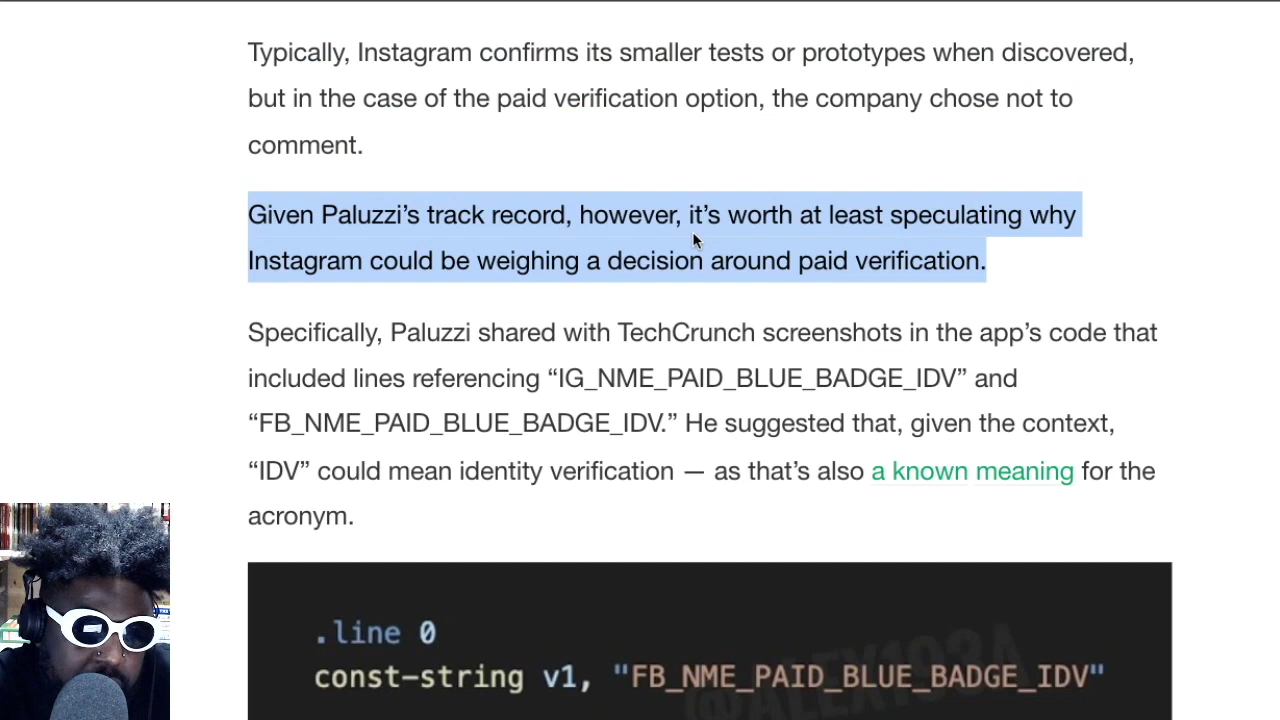 Typically, Instagram confirms its smaller tests or prototypes when discovered,
but in the case of the paid verification option, the company chose not to
comment.
Given Paluzzi’s track record, however, it’s worth at least speculating why
Instagram could be weighing a decision around paid verification.
Specifically, Paluzzi shared with TechCrunch screenshots in the app’s code that
included lines referencing “IG_NME_PAID_BLUE_BADGE_IDV” and
“FB_NME_PAID_BLUE_BADGE_IDV.” He suggested that, given the context,
“IDV” could mean identity verification — as that’s also a known meaning for the
acronym.
.line 0
const-string v1, "FB_NME_PAID_BLUE_BADGE_IDV"
@ALEX193A